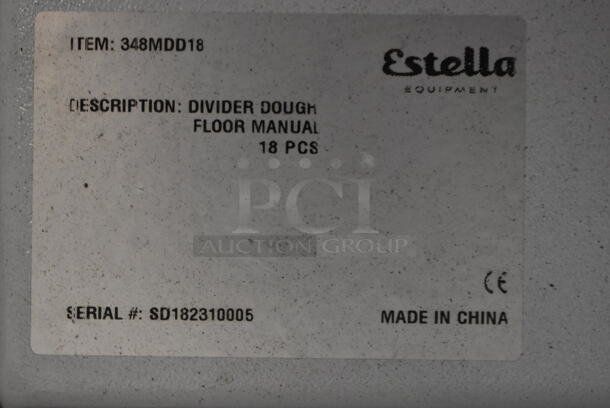 ITEM: 348MDD18
Estella
EQUIPMENT
DESCRIPTION: DIVIDER DOUGH
FLOOR MANUAL
18 PCS
PCI
AUCTION GROUP
CE
SERIAL #: SD182310005
MADE IN CHINA